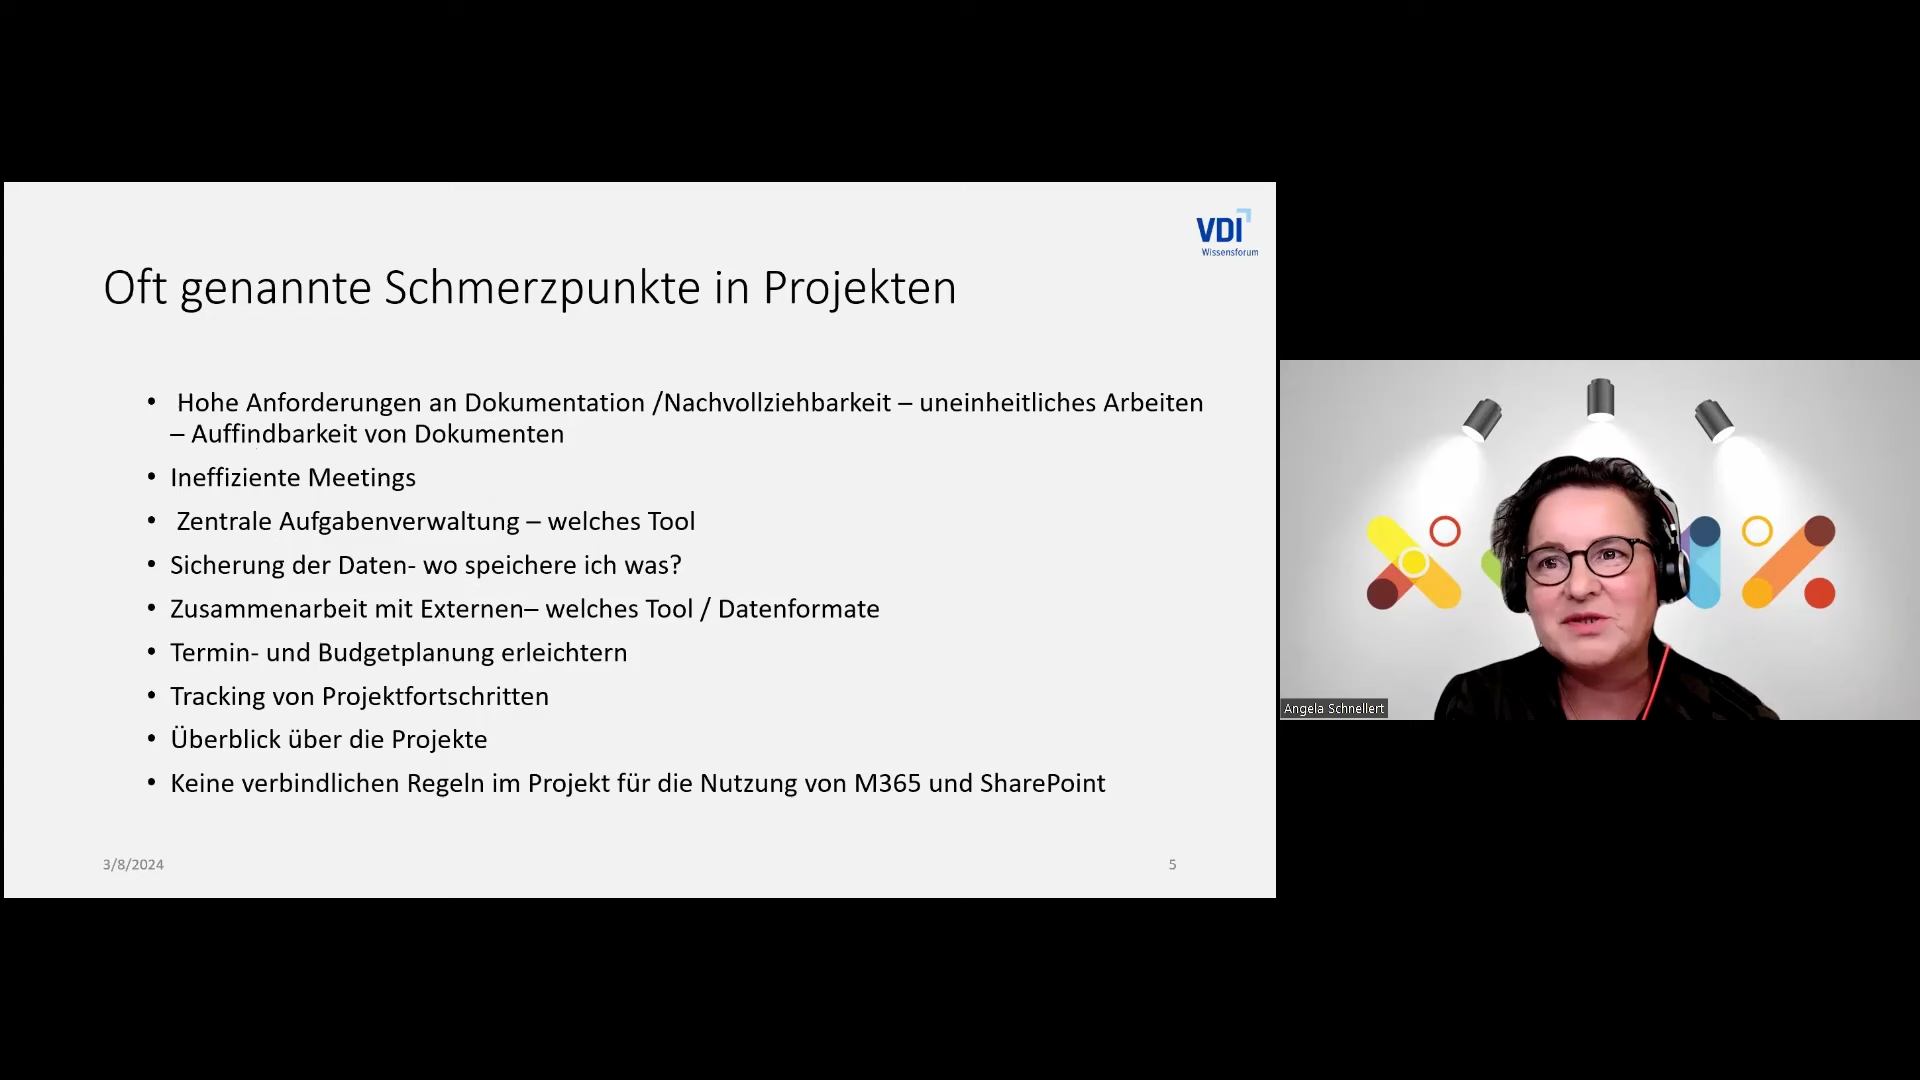 VDI
Wissensforum
Oft genannte Schmerzpunkte in Projekten
• Hohe Anforderungen an Dokumentation /Nachvollziehbarkeit – uneinheitliches Arbeiten
– Auffindbarkeit von Dokumenten
• Ineffiziente Meetings
• Zentrale Aufgabenverwaltung – welches Tool
• Sicherung der Daten- wo speichere ich was?
• Zusammenarbeit mit Externen– welches Tool / Datenformate
• Termin- und Budgetplanung erleichtern
• Tracking von Projektfortschritten
• Überblick über die Projekte
• Keine verbindlichen Regeln im Projekt für die Nutzung von M365 und SharePoint
3/8/2024
5
Angela Schnellert